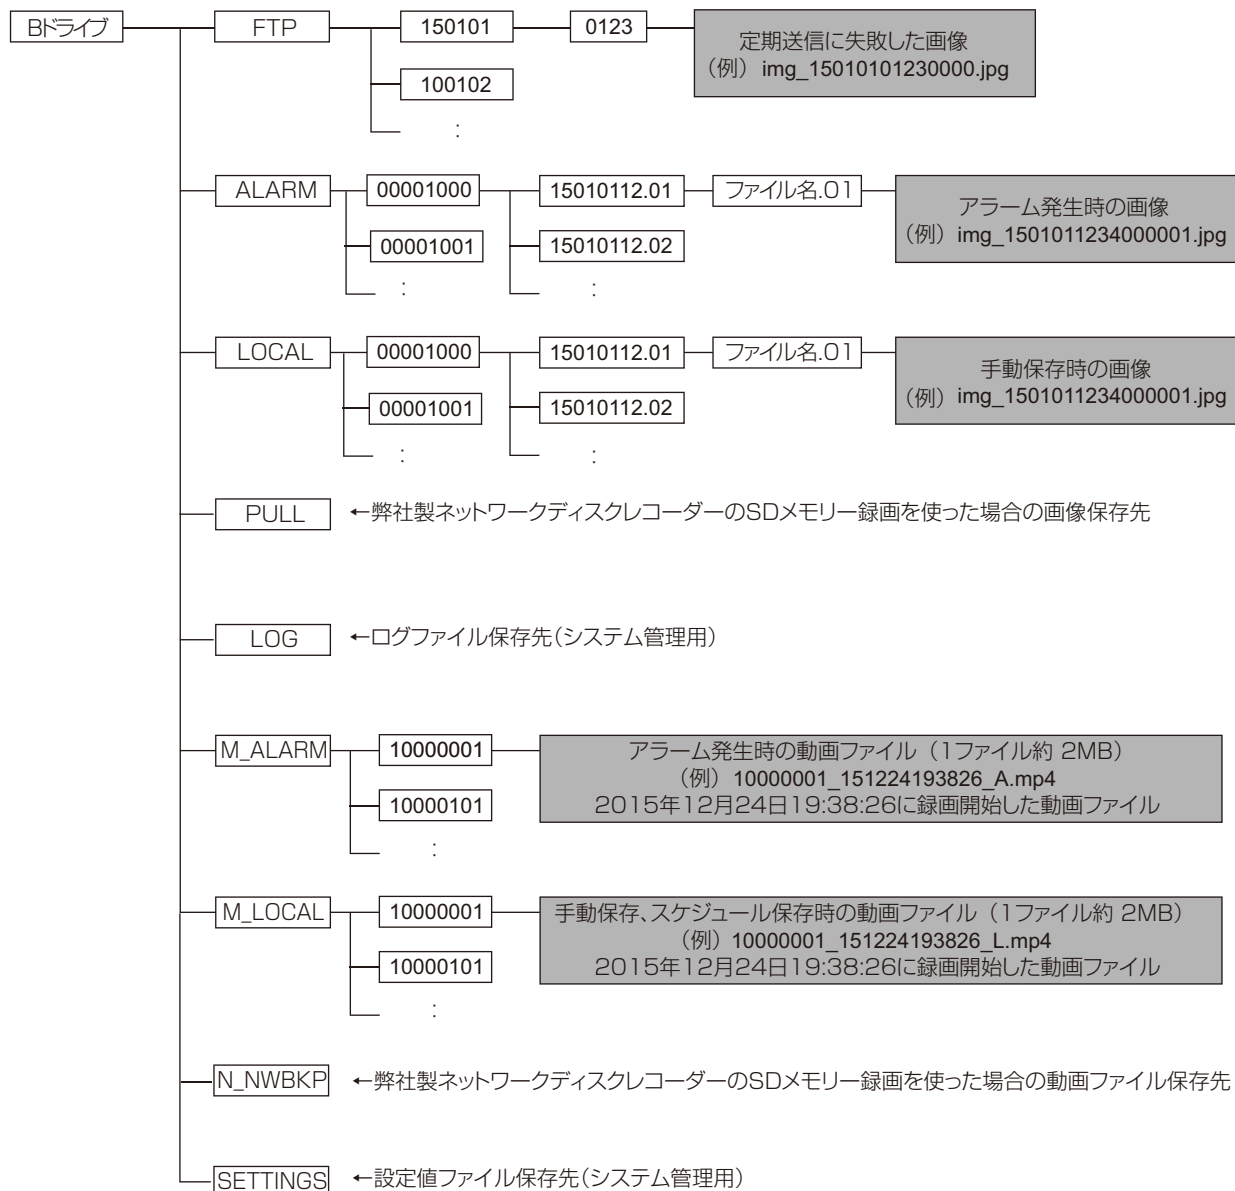 Bドライブ FTP 150101 0123 定期送信に失敗した画像
(例) img_15010101230000.jpg
100102
:
ALARM 00001000 15010112.01 ファイル名.01 アラーム発生時の画像
(例) img_1501011234000001.jpg
00001001 15010112.02
: :
LOCAL 00001000 15010112.01 ファイル名.01 手動保存時の画像
(例) img_1501011234000001.jpg
00001001 15010112.02
: :
PULL ←弊社製ネットワークディスクレコーダーのSDメモリー録画を使った場合の画像保存先
LOG ←ログファイル保存先(システム管理用)
M_ALARM 10000001 アラーム発生時の動画ファイル(1ファイル約 2MB)
(例) 10000001_151224193826_A.mp4
10000101 2015年12月24日19:38:26に録画開始した動画ファイル
:
M_LOCAL 10000001 手動保存、スケジュール保存時の動画ファイル(1ファイル約 2MB)
(例) 10000001_151224193826_L.mp4
10000101 2015年12月24日19:38:26に録画開始した動画ファイル
:
N_NWBKP ←弊社製ネットワークディスクレコーダーのSDメモリー録画を使った場合の動画ファイル保存先
SETTINGS ←設定値ファイル保存先(システム管理用)